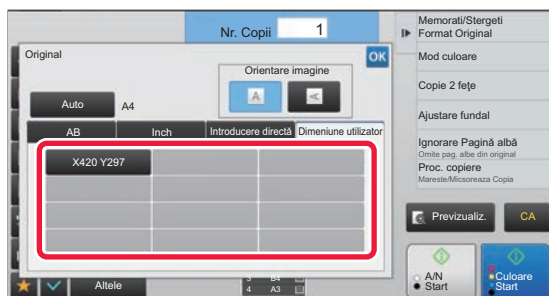 Nr. Copii 1
Original
OK
Orientare imagine
A A
Auto A4
AB Inch Introducere directă Dimeniune utilizator
X420 Y297
Altele
3 B4
4 A3
Memorati/Stergeti
Format Original
Mod culoare
Copie 2 feţe
Ajustare fundal
Ignorare Pagină albă
Omite pag. albe din original
Proc. copiere
Mareste/Micsoreaza Copia
Previzualiz.
CA
A/N
Start
Culoare
Start